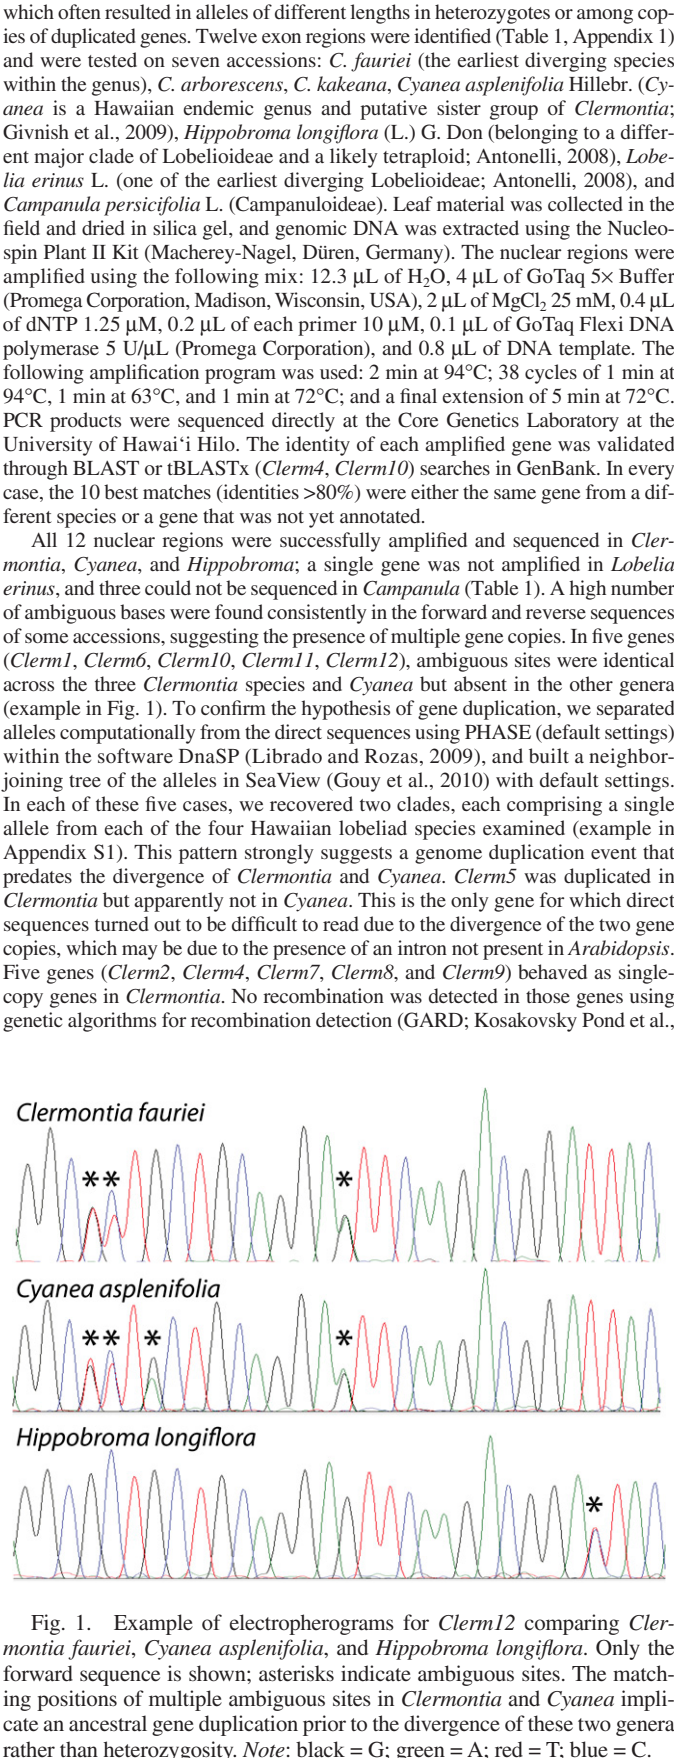 which often resulted in alleles of different lengths in heterozygotes or among cop-
ies of duplicated genes. Twelve exon regions were identified (Table 1, Appendix 1)
and were tested on seven accessions: C. fauriei (the earliest diverging species
within the genus), C. arborescens, C. kakeana, Cyanea asplenifolia Hillebr. (Cy-
anea is a Hawaiian endemic genus and putative sister group of Clermontia;
Givnish et al., 2009), Hippobroma longiflora (L.) G. Don (belonging to a differ-
ent major clade of Lobelioideae and a likely tetraploid; Antonelli, 2008), Lobe-
lia erinus L. (one of the earliest diverging Lobelioideae; Antonelli, 2008), and
Campanula persicifolia L. (Campanuloideae). Leaf material was collected in the
field and dried in silica gel, and genomic DNA was extracted using the Nucleo-
spin Plant II Kit (Macherey-Nagel, Düren, Germany). The nuclear regions were
amplified using the following mix: 12.3 μL of H₂O, 4 μL of GoTaq 5× Buffer
(Promega Corporation, Madison, Wisconsin, USA), 2 μL of MgCl₂ 25 mM, 0.4 μL
of dNTP 1.25 μM, 0.2 μL of each primer 10 μM, 0.1 μL of GoTaq Flexi DNA
polymerase 5 U/μL (Promega Corporation), and 0.8 μL of DNA template. The
following amplification program was used: 2 min at 94°C; 38 cycles of 1 min at
94°C, 1 min at 63°C, and 1 min at 72°C; and a final extension of 5 min at 72°C.
PCR products were sequenced directly at the Core Genetics Laboratory at the
University of Hawai‘i Hilo. The identity of each amplified gene was validated
through BLAST or tBLASTx (Clerm4, Clerm10) searches in GenBank. In every
case, the 10 best matches (identities >80%) were either the same gene from a dif-
ferent species or a gene that was not yet annotated.
All 12 nuclear regions were successfully amplified and sequenced in Cler-
montia, Cyanea, and Hippobroma; a single gene was not amplified in Lobelia
erinus, and three could not be sequenced in Campanula (Table 1). A high number
of ambiguous bases were found consistently in the forward and reverse sequences
of some accessions, suggesting the presence of multiple gene copies. In five genes
(Clerm1, Clerm6, Clerm10, Clerm11, Clerm12), ambiguous sites were identical
across the three Clermontia species and Cyanea but absent in the other genera
(example in Fig. 1). To confirm the hypothesis of gene duplication, we separated
alleles computationally from the direct sequences using PHASE (default settings)
within the software DnaSP (Librado and Rozas, 2009), and built a neighbor-
joining tree of the alleles in SeaView (Gouy et al., 2010) with default settings.
In each of these five cases, we recovered two clades, each comprising a single
allele from each of the four Hawaiian lobeliad species examined (example in
Appendix S1). This pattern strongly suggests a genome duplication event that
predates the divergence of Clermontia and Cyanea. Clerm5 was duplicated in
Clermontia but apparently not in Cyanea. This is the only gene for which direct
sequences turned out to be difficult to read due to the divergence of the two gene
copies, which may be due to the presence of an intron not present in Arabidopsis.
Five genes (Clerm2, Clerm4, Clerm7, Clerm8, and Clerm9) behaved as single-
copy genes in Clermontia. No recombination was detected in those genes using
genetic algorithms for recombination detection (GARD; Kosakovsky Pond et al.,
Clermontia fauriei
* * *
Cyanea asplenifolia
* * * *
Hippobroma longiflora
*
Fig. 1. Example of electropherograms for Clerm12 comparing Cler-
montia fauriei, Cyanea asplenifolia, and Hippobroma longiflora. Only the
forward sequence is shown; asterisks indicate ambiguous sites. The match-
ing positions of multiple ambiguous sites in Clermontia and Cyanea impli-
cate an ancestral gene duplication prior to the divergence of these two genera
rather than heterozygosity. Note: black = G; green = A; red = T; blue = C.